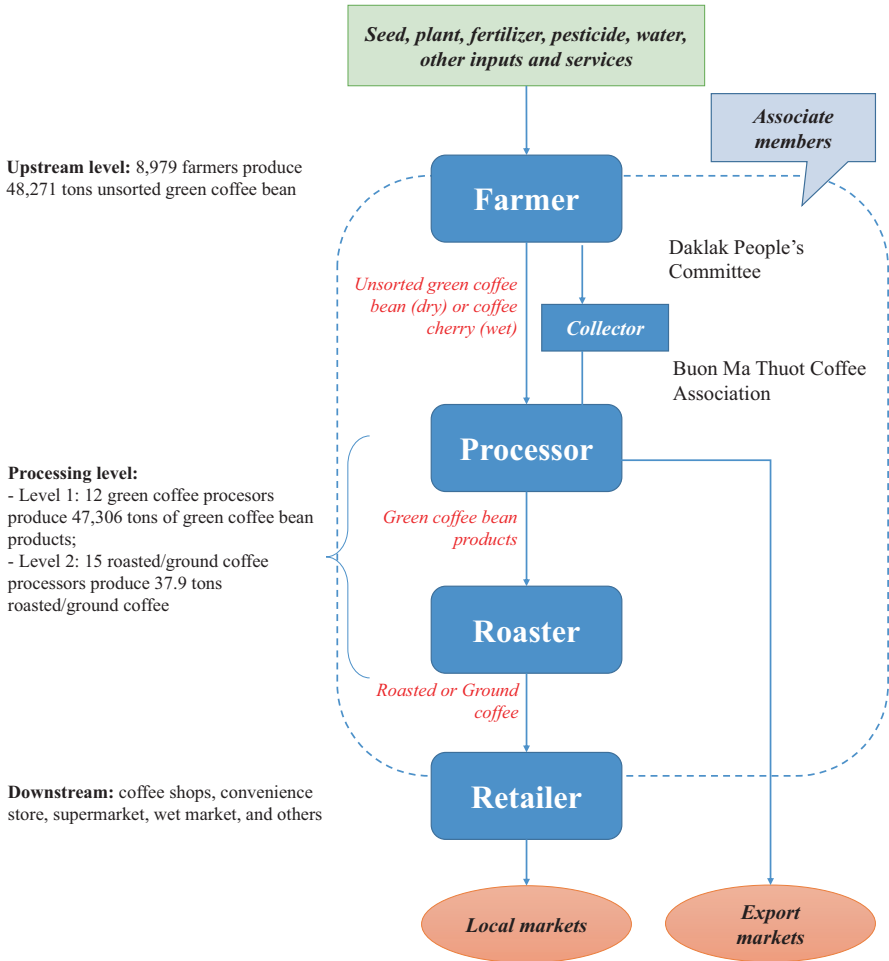 Seed, plant, fertilizer, pesticide, water,
other inputs and services
Associate
members
Upstream level: 8,979 farmers produce
48,271 tons unsorted green coffee bean
Farmer
Daklak People's
Committee
Unsorted green coffee
bean (dry) or coffee
cherry (wet)
Collector
Buon Ma Thuot Coffee
Association
Processor
Processing level:
- Level 1: 12 green coffee procesors
produce 47,306 tons of green coffee bean
products;
- Level 2: 15 roasted/ground coffee
processors produce 37.9 tons
roasted/ground coffee
Green coffee bean
products
Roaster
Roasted or Ground
coffee
Downstream: coffee shops, convenience
store, supermarket, wet market, and others
Retailer
Local markets
Export
markets